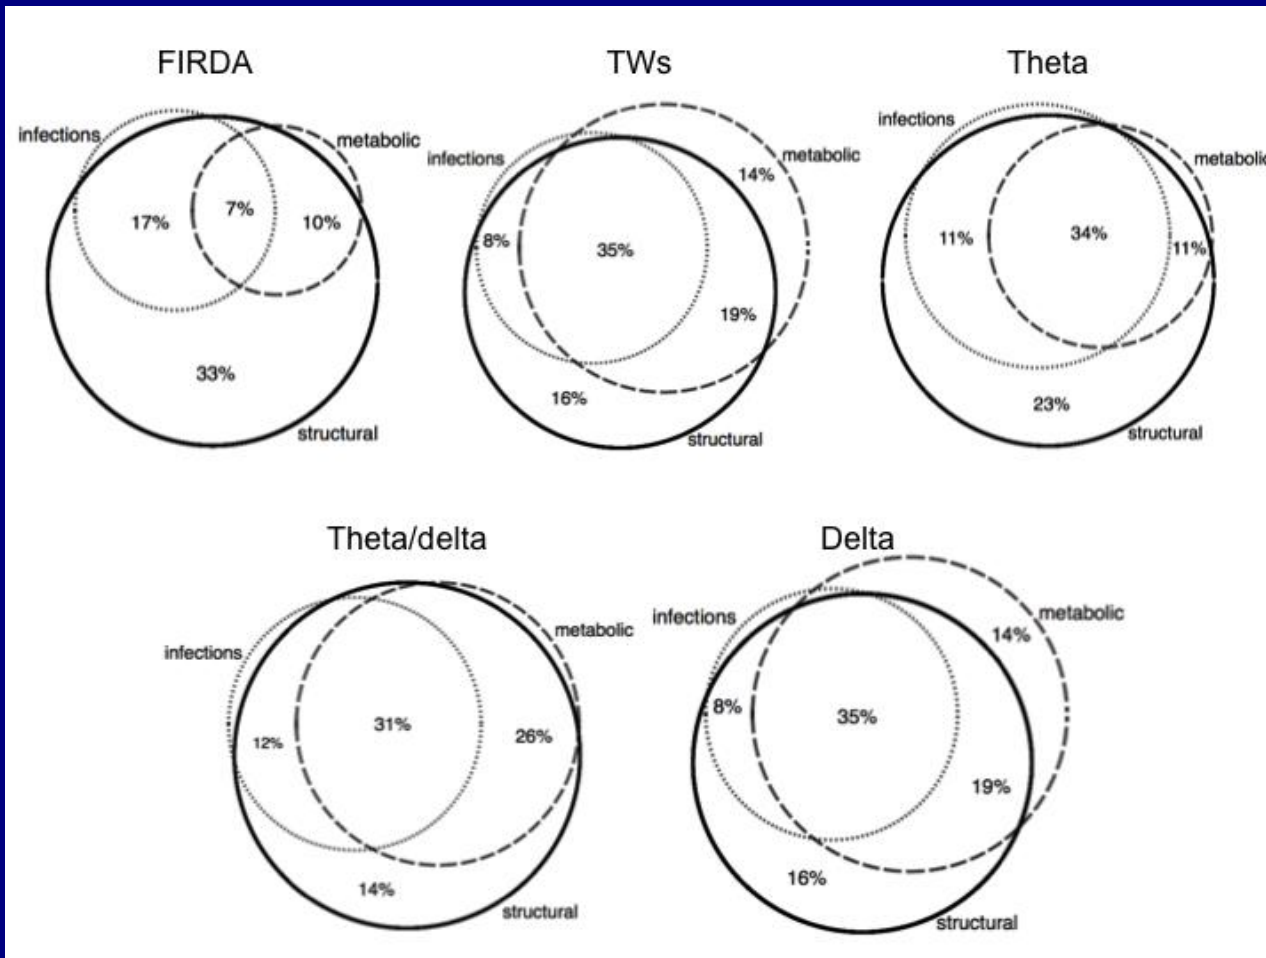 FIRDA
infections
metabolic
17%
7%
10%
33%
structural
TWs
infections
metabolic
14%
8%
35%
19%
16%
structural
Theta
infections
metabolic
11%
34%
11%
23%
structural
Theta/delta
infections
metabolic
12%
31%
26%
14%
structural
Delta
infections
metabolic
14%
8%
35%
19%
16%
structural